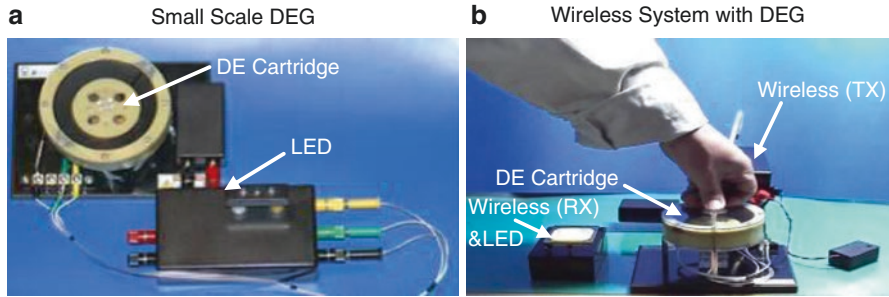 a
Small Scale DEG
DE Cartridge
LED
b
Wireless System with DEG
Wireless (TX)
DE Cartridge
Wireless (RX)
&LED